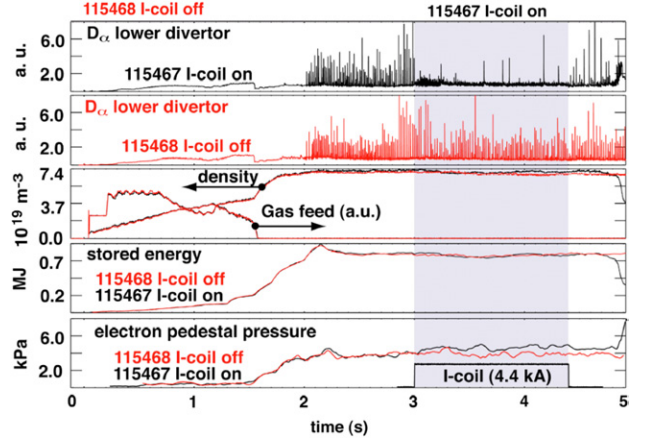 115468 I-coil off
115467 I-coil on
6.0
2.0
a. u.
Dα lower divertor
115467 I-coil on
6.0
2.0
a. u.
Dα lower divertor
115468 I-coil off
7.4
3.7
0.0
10¹⁹ m⁻³
density
Gas feed (a.u.)
0.7
0.2
MJ
stored energy
115468 I-coil off
115467 I-coil on
6.0
2.0
kPa
electron pedestal pressure
115468 I-coil off
115467 I-coil on
I-coil (4.4 kA)
0 1 2 3 4 5
time (s)